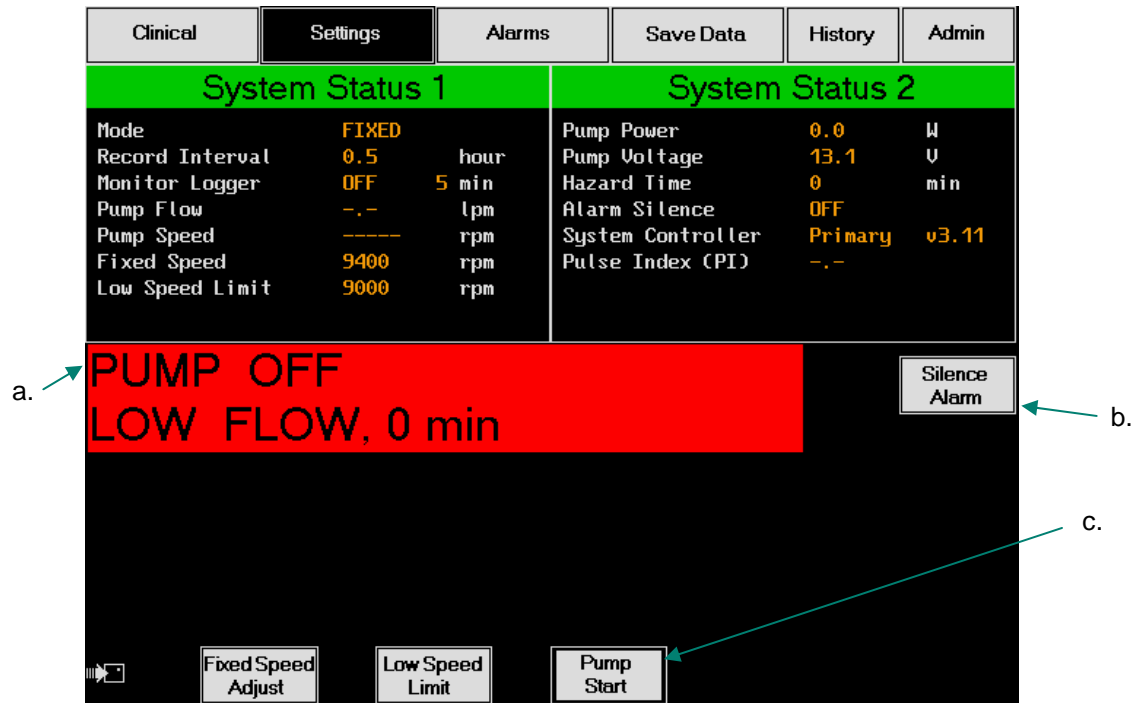 Clinical Settings Alarms Save Data History Admin
System Status 1
Mode FIXED
Record Interval 0.5 hour
Monitor Logger OFF 5 min
Pump Flow -.- lpm
Pump Speed ----- rpm
Fixed Speed 9400 rpm
Low Speed Limit 9000 rpm
System Status 2
Pump Power 0.0 W
Pump Voltage 13.1 V
Hazard Time 0 min
Alarm Silence OFF
System Controller Primary v3.11
Pulse Index (PI) -.-
a.
PUMP OFF
LOW FLOW, 0 min
Silence
Alarm
b.
c.
Fixed Speed
Adjust
Low Speed
Limit
Pump
Start